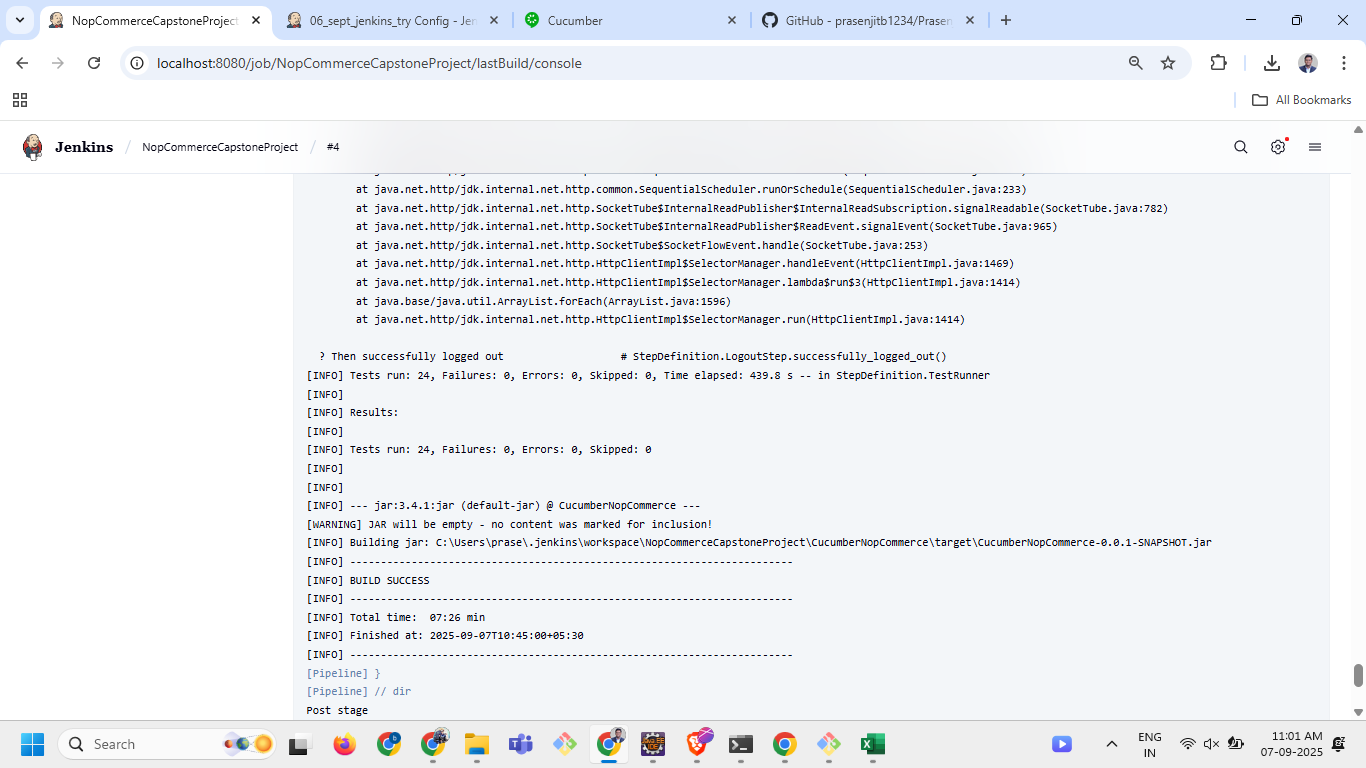 NopCommerceCapstoneProject
06_sept_jenkins_try Config - Jen
Cucumber
GitHub - prasenjitb1234/Prasen
localhost:8080/job/NopCommerceCapstoneProject/lastBuild/console
All Bookmarks
Jenkins / NopCommerceCapstoneProject / #4
at java.net.http/jdk.internal.net.http.common.SequentialScheduler.runOrSchedule(SequentialScheduler.java:233)
at java.net.http/jdk.internal.net.http.SocketTube$InternalReadPublisher$InternalReadSubscription.signalReadable(SocketTube.java:782)
at java.net.http/jdk.internal.net.http.SocketTube$InternalReadPublisher$ReadEvent.signalEvent(SocketTube.java:965)
at java.net.http/jdk.internal.net.http.SocketTube$SocketFlowEvent.handle(SocketTube.java:253)
at java.net.http/jdk.internal.net.http.HttpClientImpl$SelectorManager.handleEvent(HttpClientImpl.java:1469)
at java.net.http/jdk.internal.net.http.HttpClientImpl$SelectorManager.lambda$run$3(HttpClientImpl.java:1414)
at java.base/java.util.ArrayList.forEach(ArrayList.java:1596)
at java.net.http/jdk.internal.net.http.HttpClientImpl$SelectorManager.run(HttpClientImpl.java:1414)
? Then successfully logged out # StepDefinition.LogoutStep.successfully_logged_out()
[INFO] Tests run: 24, Failures: 0, Errors: 0, Skipped: 0, Time elapsed: 439.8 s -- in StepDefinition.TestRunner
[INFO]
[INFO] Results:
[INFO]
[INFO] Tests run: 24, Failures: 0, Errors: 0, Skipped: 0
[INFO]
[INFO]
[INFO] --- jar:3.4.1:jar (default-jar) @ CucumberNopCommerce ---
[WARNING] JAR will be empty - no content was marked for inclusion!
[INFO] Building jar: C:\Users\prase\.jenkins\workspace\NopCommerceCapstoneProject\CucumberNopCommerce\target\CucumberNopCommerce-0.0.1-SNAPSHOT.jar
[INFO] ------------------------------------------------------------------------
[INFO] BUILD SUCCESS
[INFO] ------------------------------------------------------------------------
[INFO] Total time:  07:26 min
[INFO] Finished at: 2025-09-07T10:45:00+05:30
[INFO] ------------------------------------------------------------------------
[Pipeline] }
[Pipeline] // dir
Post stage
Search
ENG
IN
11:01 AM
07-09-2025